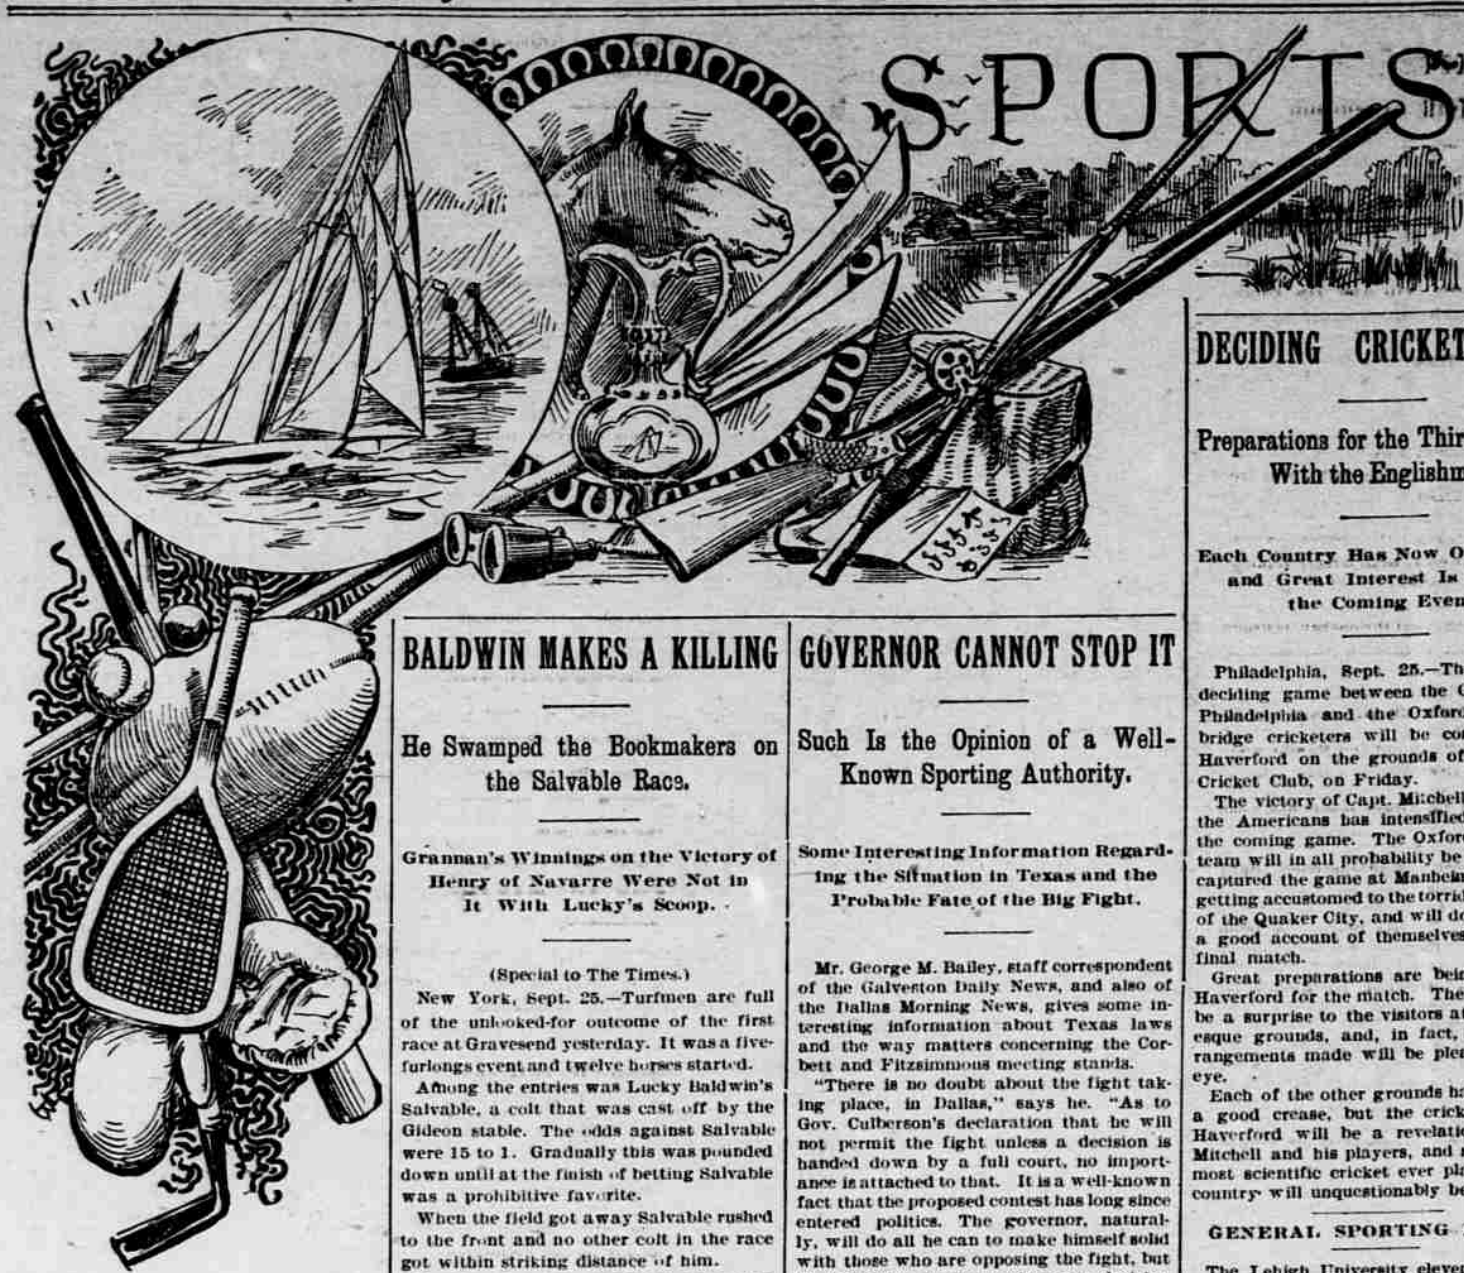 SPORTS
BALDWIN MAKES A KILLING
He Swamped the Bookmakers on
the Salvable Race.
Grannan's Winnings on the Victory of
Henry of Navarre Were Not in
It With Lucky's Scoop.
(Special to The Times.)
New York, Sept. 25.—Turfmen are full
of the unlooked-for outcome of the first
race at Gravesend yesterday. It was a five-
furlongs event and twelve horses started.
Among the entries was Lucky Baldwin's
Salvable, a colt that was cast off by the
Gideon stable. The odds against Salvable
were 15 to 1. Gradually this was pounded
down until at the finish of betting Salvable
was a prohibitive favorite.
When the field got away Salvable rushed
to the front and no other colt in the race
got within striking distance of him.
GOVERNOR CANNOT STOP IT
Such Is the Opinion of a Well-
Known Sporting Authority.
Some Interesting Information Regard-
ing the Situation in Texas and the
Probable Fate of the Big Fight.
Mr. George M. Bailey, staff correspondent
of the Galveston Daily News, and also of
the Dallas Morning News, gives some in-
teresting information about Texas laws
and the way matters concerning the Cor-
bett and Fitzsimmons meeting stands.
"There is no doubt about the fight tak-
ing place, in Dallas," says he. "As to
Gov. Culberson's declaration that he will
not permit the fight unless a decision is
handed down by a full court, no import-
ance is attached to that. It is a well-known
fact that the proposed contest has long since
entered politics. The governor, natural-
ly, will do all he can to make himself solid
with those who are opposing the fight, but
DECIDING CRICKET
Preparations for the Thir
With the Englishm
Each Country Has Now O
and Great Interest Is
the Coming Even
Philadelphia, Sept. 25.—Th
deciding game between the G
Philadelphia and the Oxford
bridge cricketers will be co
Haverford on the grounds of
Cricket Club, on Friday.
The victory of Capt. Mitchell
the Americans has intensified
the coming game. The Oxfor
team will in all probability be
captured the game at Manheim
getting accustomed to the torrid
of the Quaker City, and will do
a good account of themselves
final match.
Great preparations are bein
Haverford for the match. The
be a surprise to the visitors at
esque grounds, and, in fact,
rangements made will be plea
eye.
Each of the other grounds ha
a good crease, but the crick
Haverford will be a revelati
Mitchell and his players, and
most scientific cricket ever pla
country will unquestionably be
GENERAL SPORTING
The Lehigh University eleven